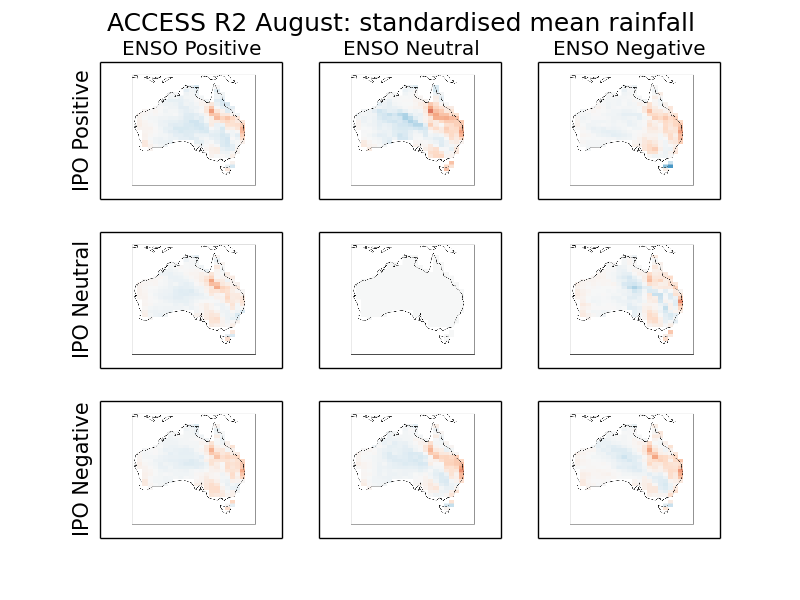 ACCESS R2 August: standardised mean rainfall
ENSO Positive
ENSO Neutral
ENSO Negative
IPO Positive
IPO Neutral
IPO Negative